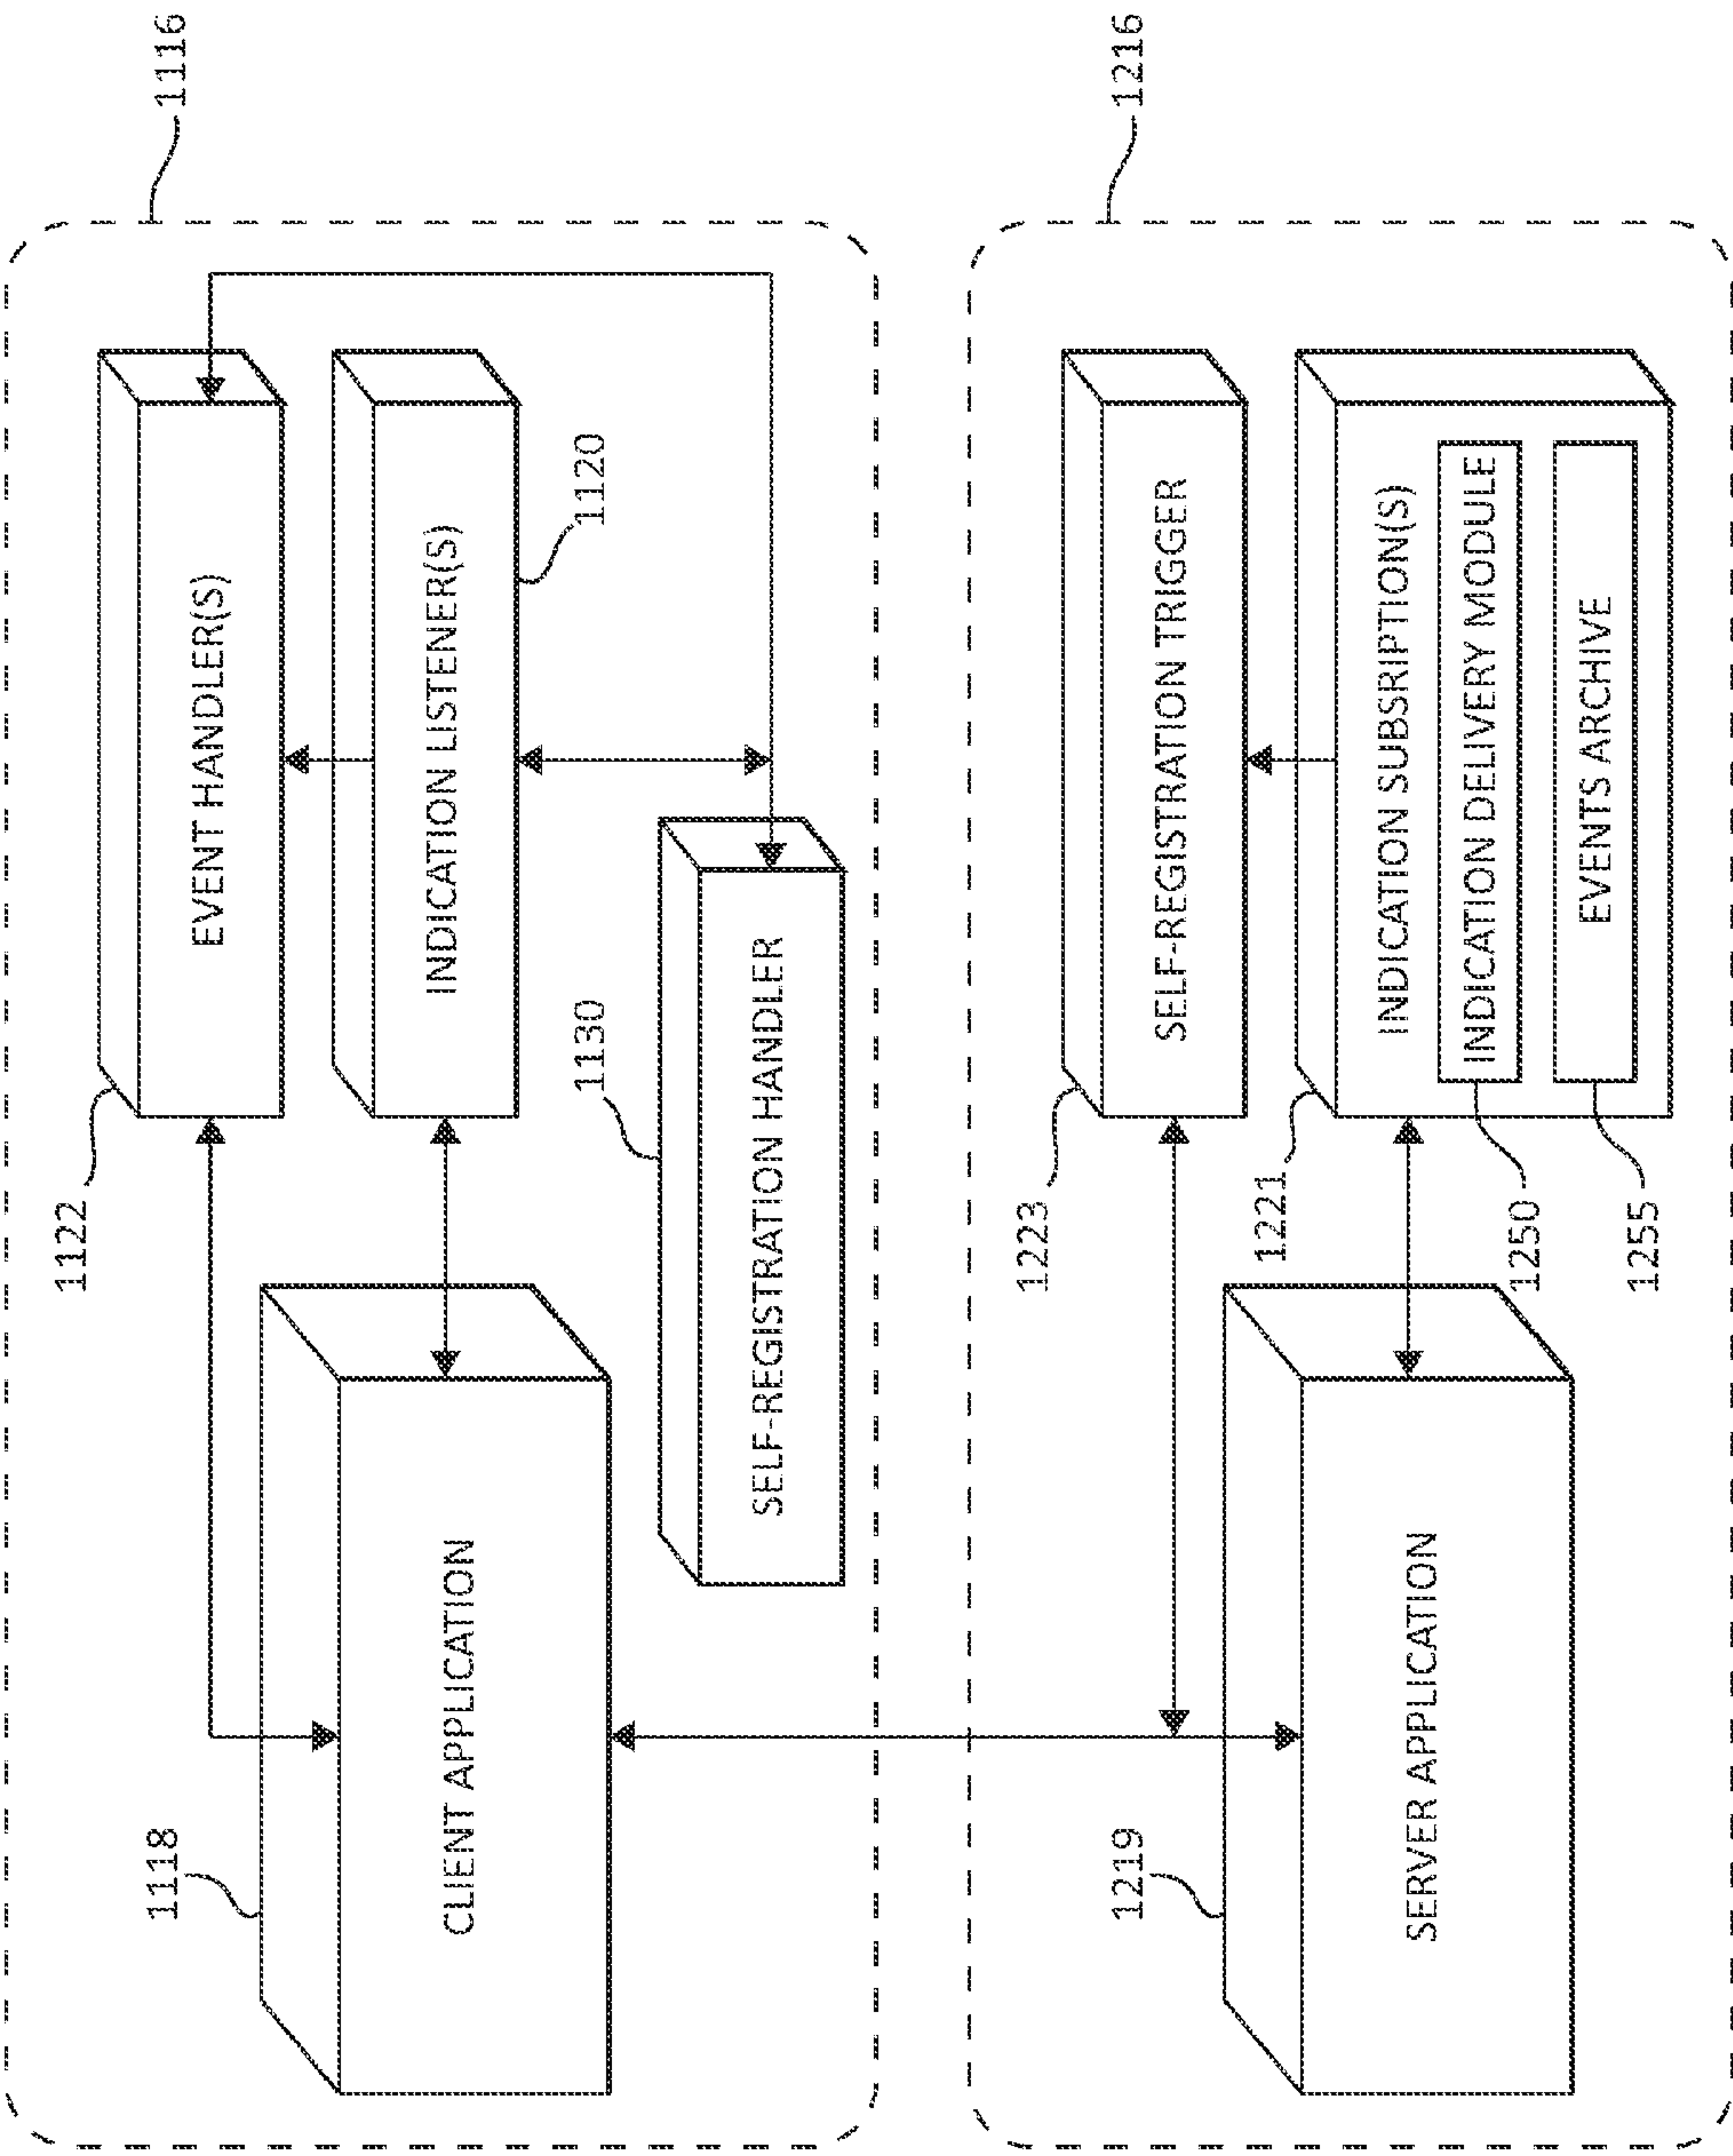 1116
1122
EVENT HANDLER(S)
INDICATION LISTENER(S)
1120
1118
CLIENT APPLICATION
1130
SELF-REGISTRATION HANDLER
1216
1223
SELF-REGISTRATION TRIGGER
1221
INDICATION SUBSRIPTION(S)
INDICATION DELIVERY MODULE
EVENTS ARCHIVE
1250
1255
1219
SERVER APPLICATION